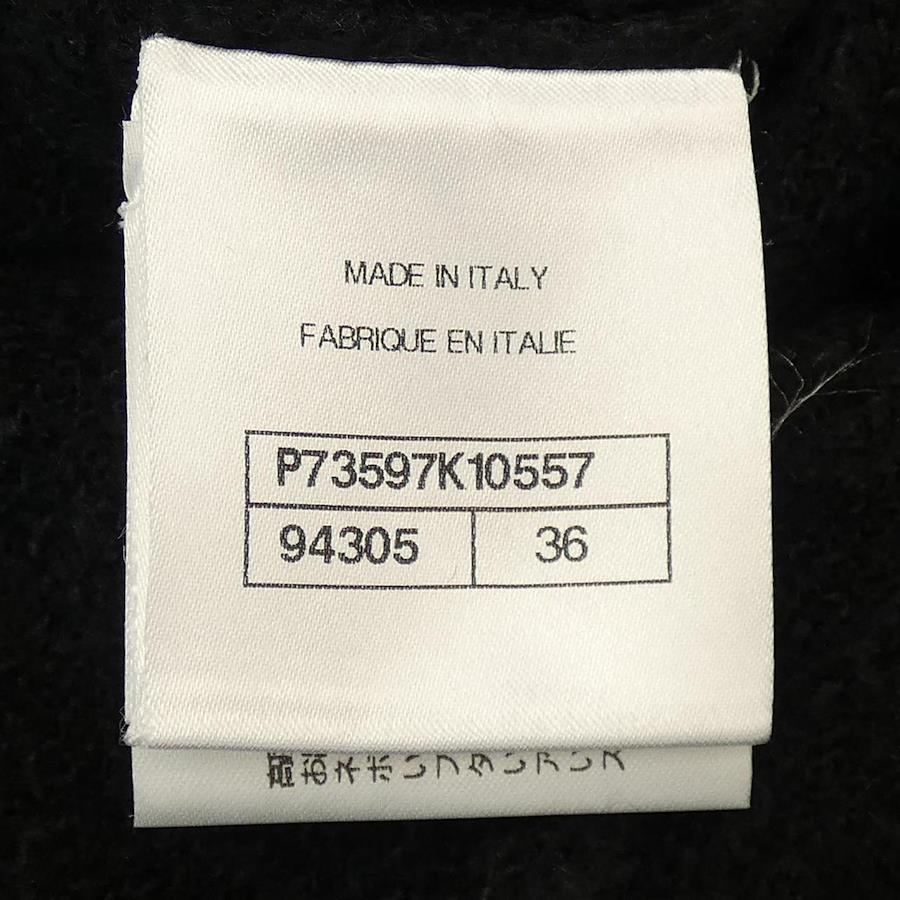 MADE IN ITALY
FABRIQUE EN ITALIE
P73597K10557
94305 36